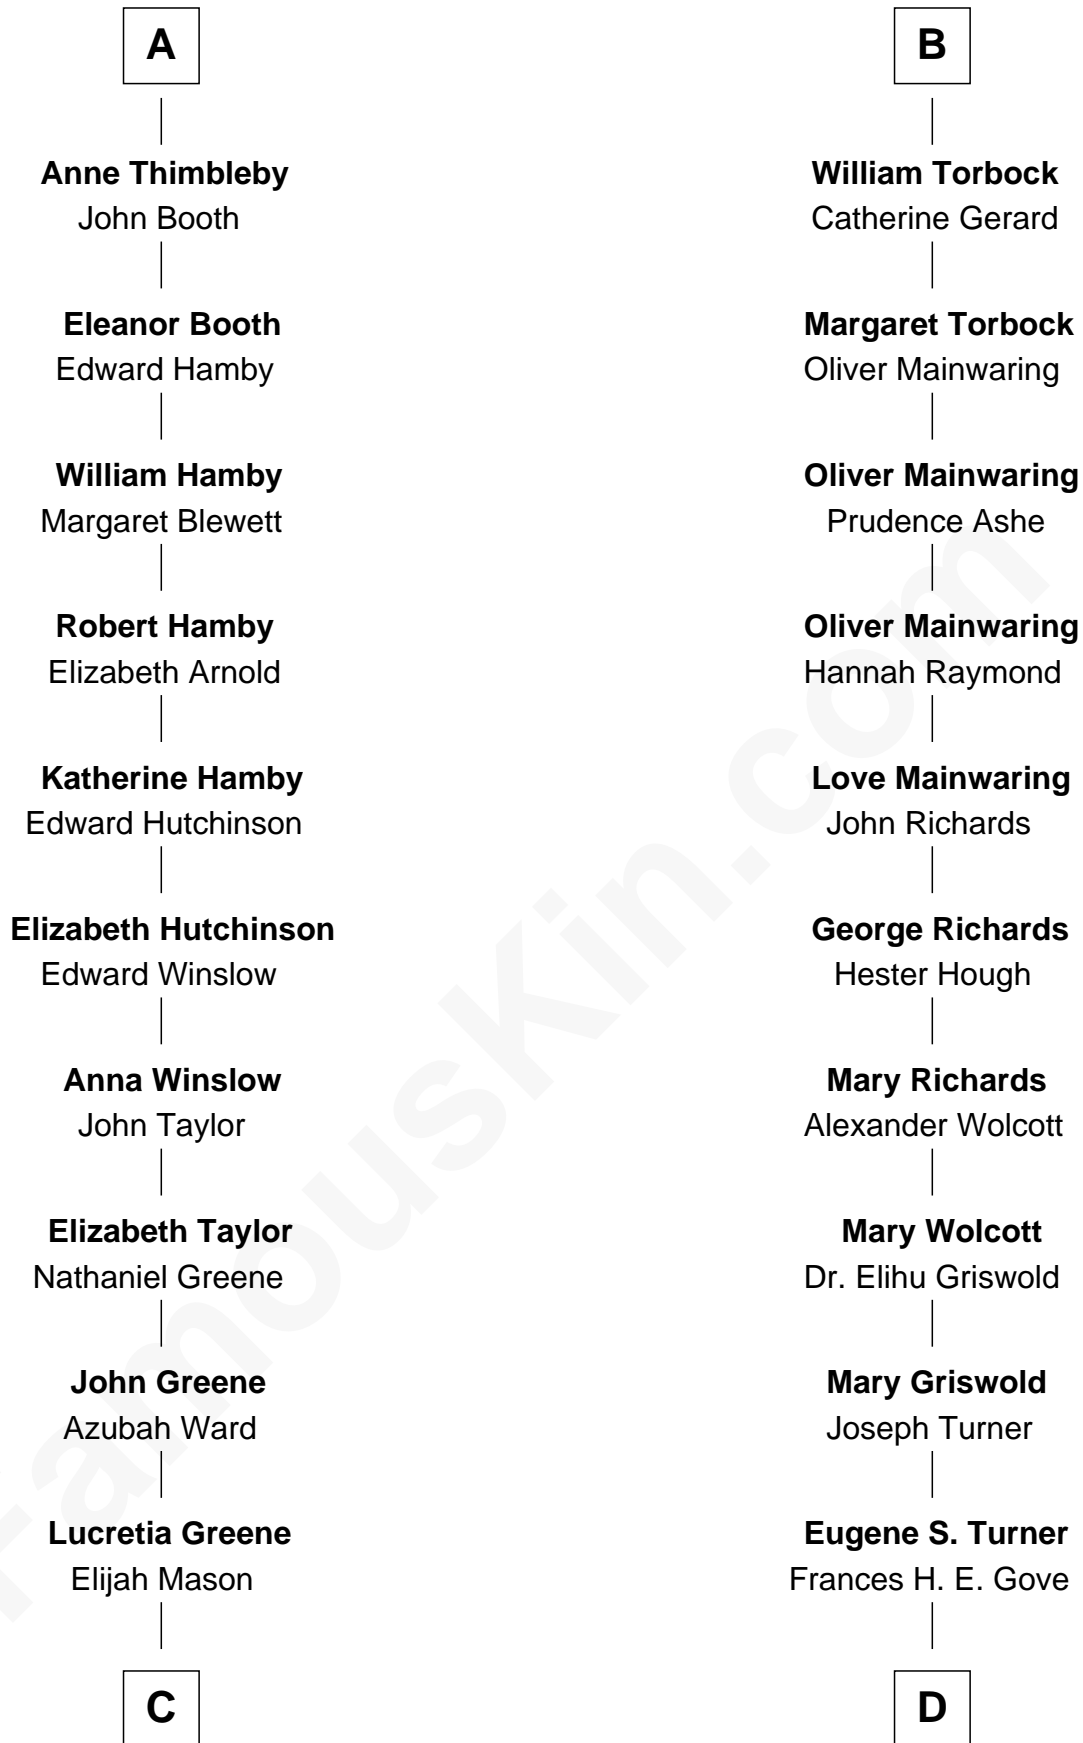 A
Anne Thimbleby
John Booth
Eleanor Booth
Edward Hamby
William Hamby
Margaret Blewett
Robert Hamby
Elizabeth Arnold
Katherine Hamby
Edward Hutchinson
Elizabeth Hutchinson
Edward Winslow
Anna Winslow
John Taylor
Elizabeth Taylor
Nathaniel Greene
John Greene
Azubah Ward
Lucretia Greene
Elijah Mason
C
B
William Torbock
Catherine Gerard
Margaret Torbock
Oliver Mainwaring
Oliver Mainwaring
Prudence Ashe
Oliver Mainwaring
Hannah Raymond
Love Mainwaring
John Richards
George Richards
Hester Hough
Mary Richards
Alexander Wolcott
Mary Wolcott
Dr. Elihu Griswold
Mary Griswold
Joseph Turner
Eugene S. Turner
Frances H. E. Gove
D
FamousKin.com